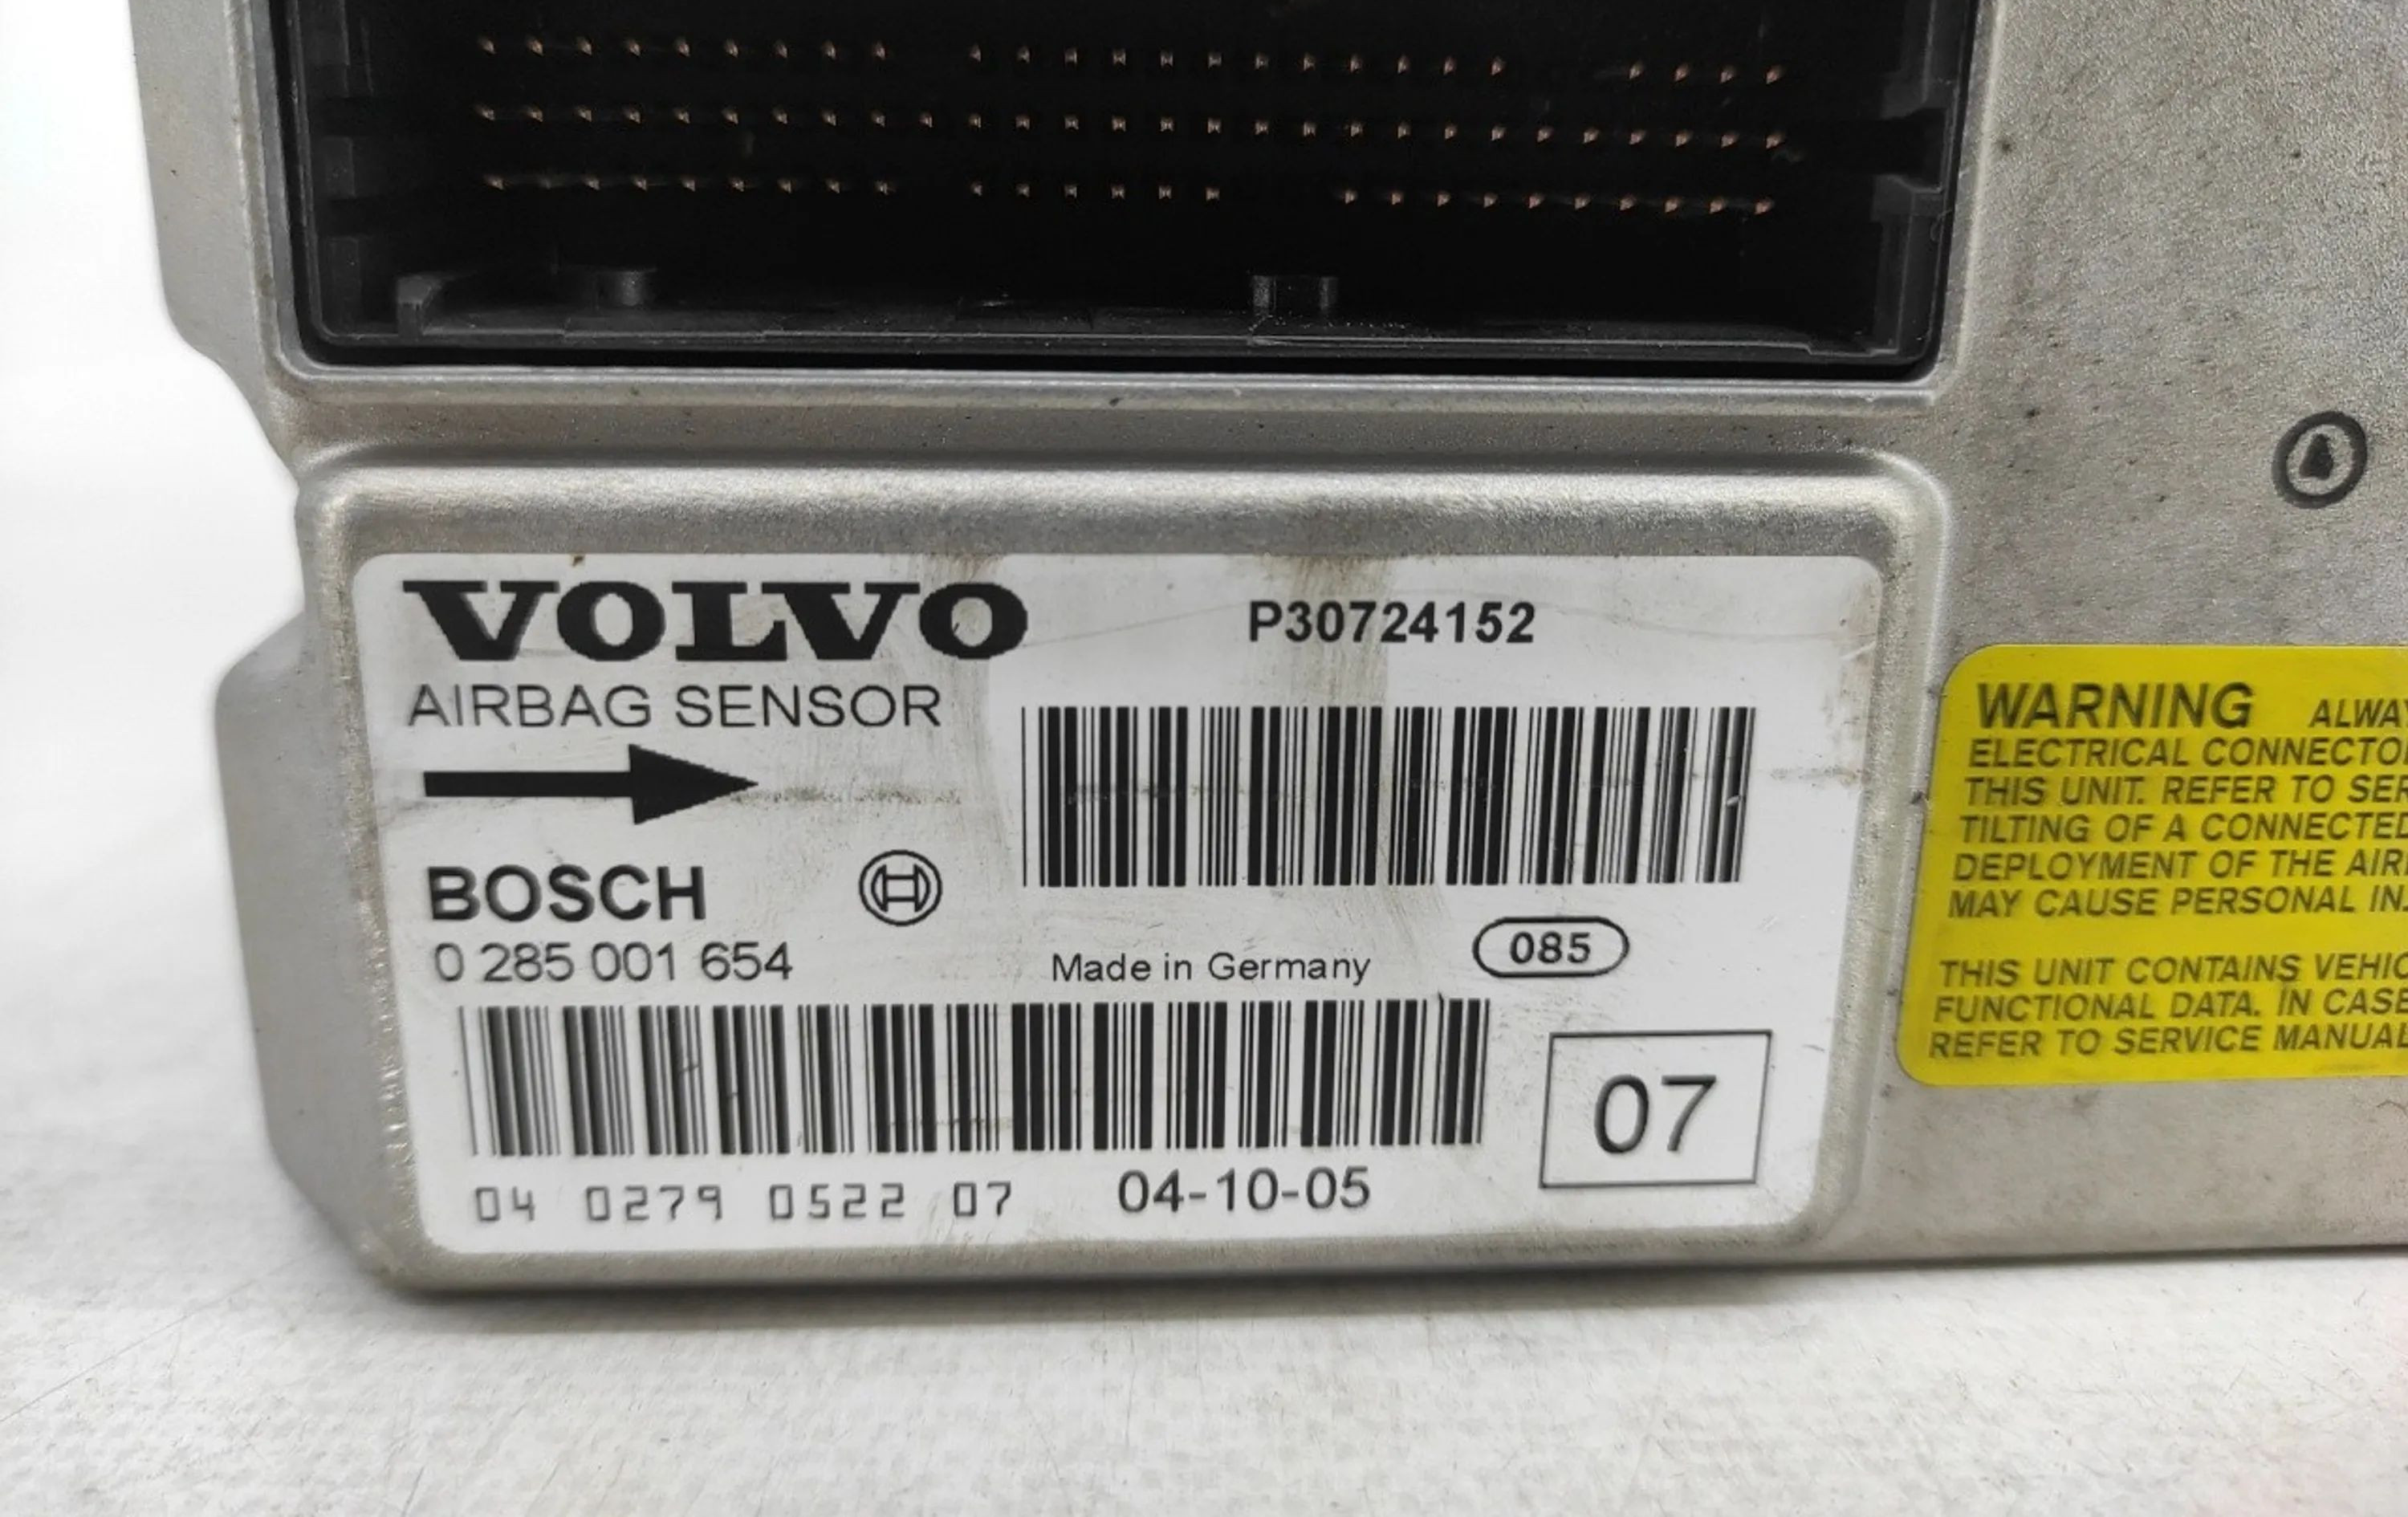 VOLVO
P30724152
AIRBAG SENSOR
BOSCH
0 285 001 654
Made in Germany
085
07
04 0279 0522 07
04-10-05
WARNING
ELECTRICAL
THIS UNIT. REFER TO
TILTING OF A CONNECTED
DEPLOYMENT OF THE
MAY CAUSE PERSONAL
THIS UNIT CONTAINS
FUNCTIONAL DATA. IN CASE
REFER TO SERVICE MANUAL